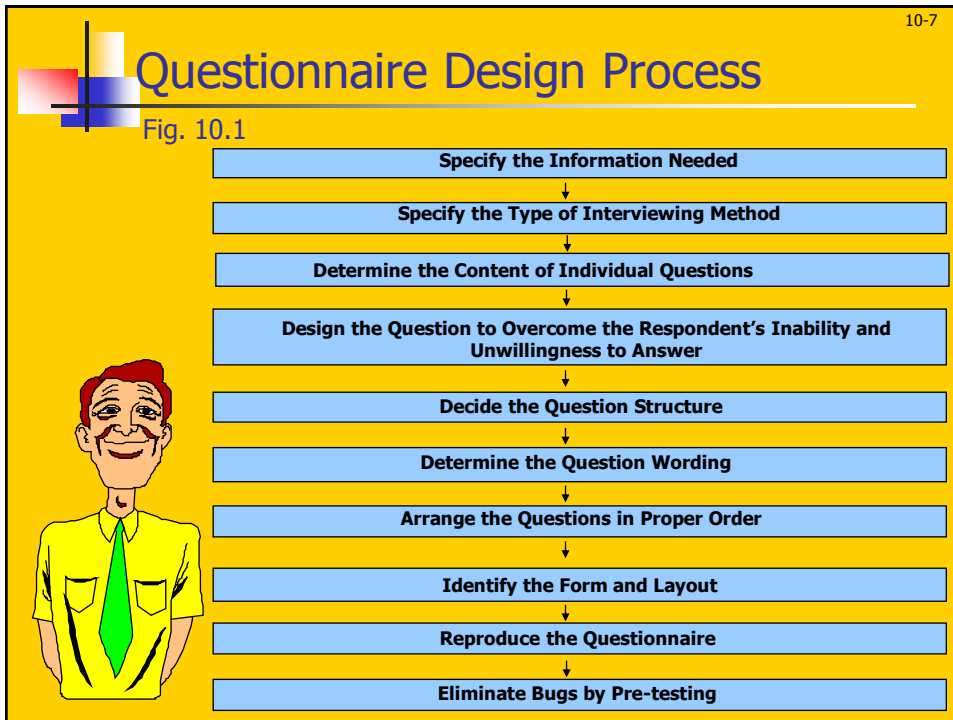 10-7
Questionnaire Design Process
Fig. 10.1
Specify the Information Needed
Specify the Type of Interviewing Method
Determine the Content of Individual Questions
Design the Question to Overcome the Respondent’s Inability and
Unwillingness to Answer
Decide the Question Structure
Determine the Question Wording
Arrange the Questions in Proper Order
Identify the Form and Layout
Reproduce the Questionnaire
Eliminate Bugs by Pre-testing